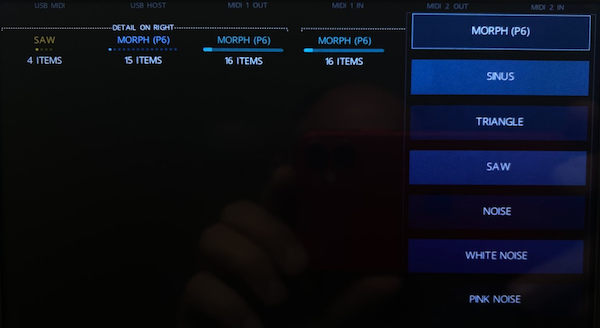 USB MIDI USB HOST MIDI 1 OUT MIDI 1 IN MIDI 2 OUT MIDI 2 IN
DETAIL ON RIGHT
SAW MORPH (P6) MORPH (P6) MORPH (P6)
4 ITEMS 15 ITEMS 16 ITEMS 16 ITEMS
MORPH (P6)
SINUS
TRIANGLE
SAW
NOISE
WHITE NOISE
PINK NOISE